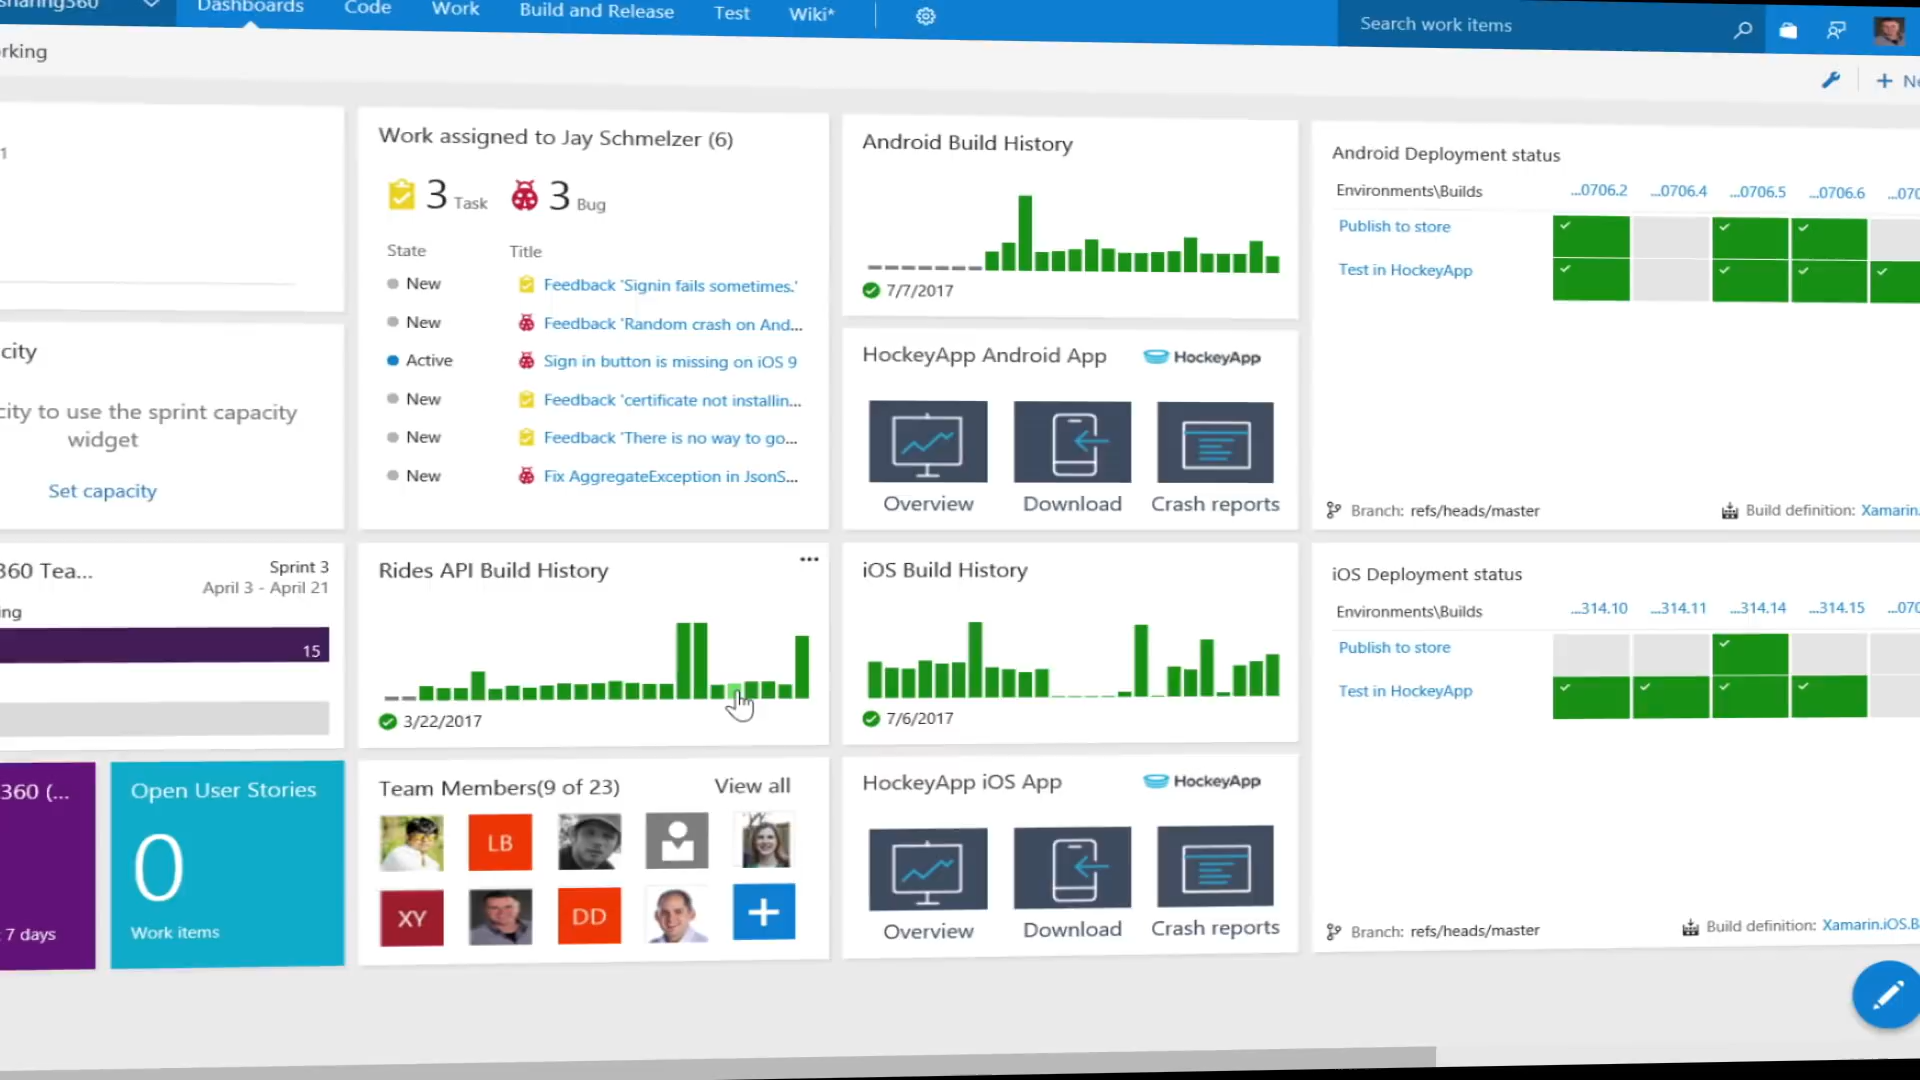 sharing360
Dashboards
Code
Work
Build and Release
Test
Wiki*
Search work items
rking
+ Ne
1
Work assigned to Jay Schmelzer (6)
3 Task
3 Bug
State Title
New Feedback 'Signin fails sometimes.'
New Feedback 'Random crash on And...
Active Sign in button is missing on iOS 9
New Feedback 'certificate not installin...
New Feedback 'There is no way to go...
New Fix AggregateException in JsonS...
Android Build History
7/7/2017
HockeyApp Android App
HockeyApp
Overview
Download
Crash reports
Android Deployment status
Environments\Builds ...0706.2 ...0706.4 ...0706.5 ...0706.6 ...070
Publish to store
Test in HockeyApp
Branch: refs/heads/master
Build definition: Xamarin.
city
city to use the sprint capacity
widget
Set capacity
360 Tea...
Sprint 3
April 3 - April 21
ing
15
Rides API Build History
...
3/22/2017
iOS Build History
7/6/2017
iOS Deployment status
Environments\Builds ...314.10 ...314.11 ...314.14 ...314.15 ...070
Publish to store
Test in HockeyApp
Branch: refs/heads/master
Build definition: Xamarin.iOS.B
360 (...
7 days
Open User Stories
0
Work items
Team Members(9 of 23)
View all
LB
XY
DD
HockeyApp iOS App
HockeyApp
Overview
Download
Crash reports